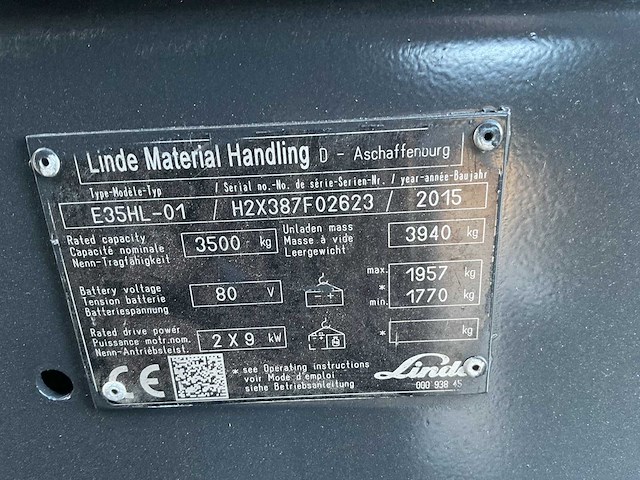 Linde Material Handling D - Aschaffenburg
Type-Modèle-Typ / Serial no.-No. de série-Serien-Nr. / year-année-Baujahr
E35HL-01 / H2X387F02623 / 2015
Rated capacity
Capacité nominale
Nenn-Tragfähigkeit
3500 kg
Unladen mass
Masse à vide
Leergewicht
3940 kg
Battery voltage
Tension batterie
Batteriespannung
80 V
- +
max. 1957 kg
*
min. 1770 kg
Rated drive power
Puissance motr.nom.
Nenn-Antriebsleist.
2 X 9 kW
* kg
CE
* see Operating instructions
voir Mode d'emploi
siehe Betriebsanleitung
Linde
000 938 45